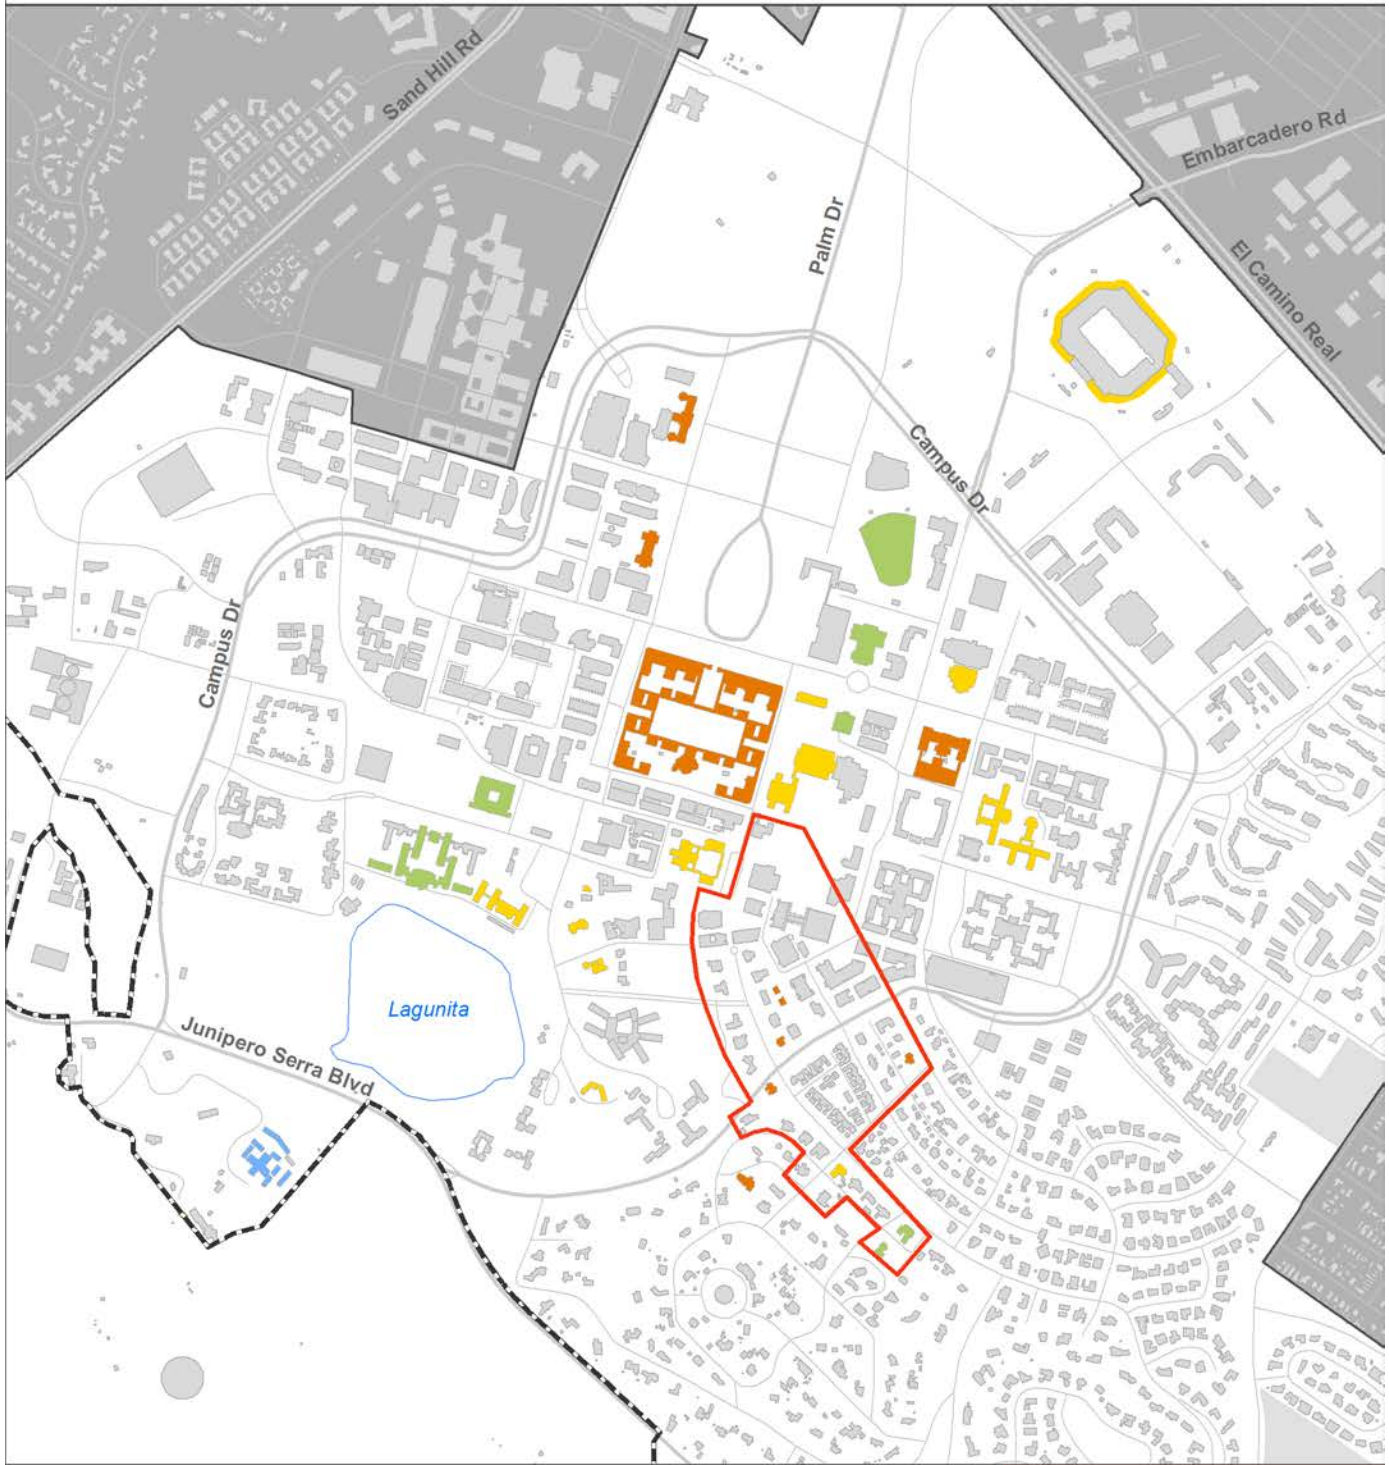 Sand Hill Rd
Embarcadero Rd
Palm Dr
El Camino Real
Campus Dr
Campus Dr
Lagunita
Junipero Serra Blvd